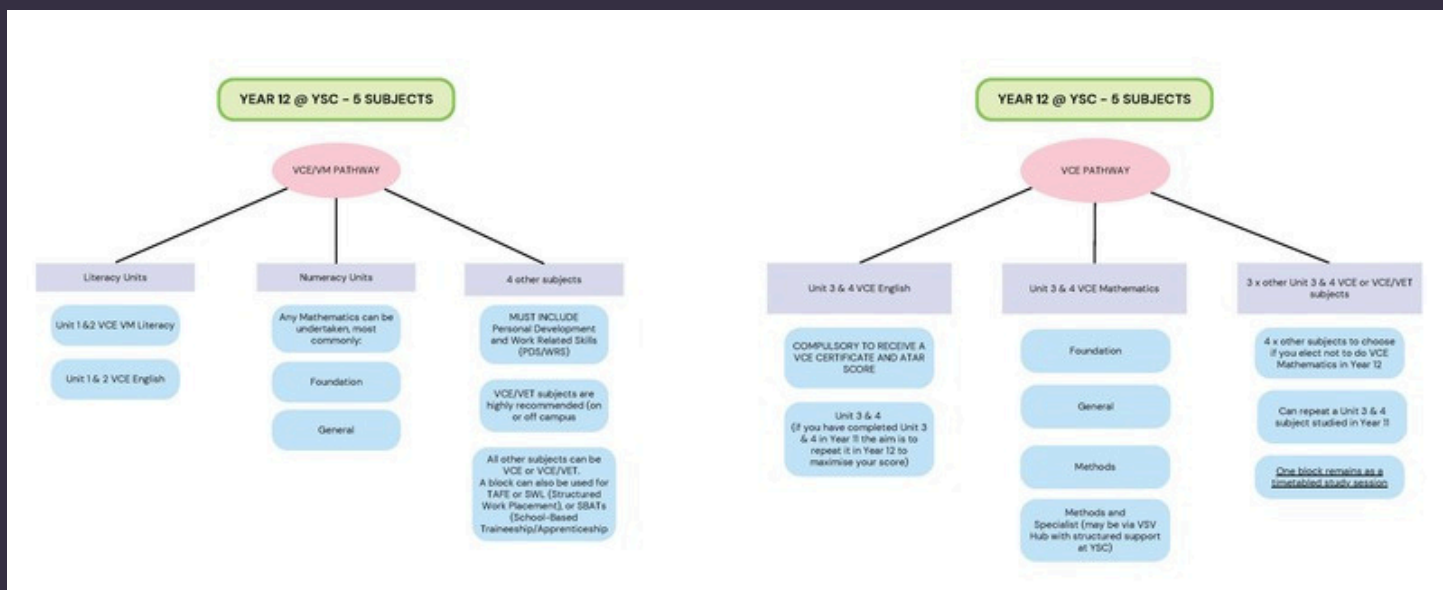 YEAR 12 @ YSC - 5 SUBJECTS
VCE/VM PATHWAY
Literacy Units
Unit 1 &2 VCE VM Literacy
Unit 1 & 2 VCE English
Numeracy Units
Any Mathematics can be
undertaken, most
commonly:
Foundation
General
4 other subjects
MUST INCLUDE
Personal Development
and Work Related Skills
(PDS/WRS)
VCE/VET subjects are
highly recommended (on
or off campus
All other subjects can be
VCE or VCE/VET.
A block can also be used for
TAFE or SWL (Structured
Work Placement), or SBATs
(School-Based
Traineeship/Apprenticeship
YEAR 12 @ YSC - 5 SUBJECTS
VCE PATHWAY
Unit 3 & 4 VCE English
COMPULSORY TO RECEIVE A
VCE CERTIFICATE AND ATAR
SCORE
Unit 3 & 4
(if you have completed Unit 3
& 4 in Year 11 the aim is to
repeat it in Year 12 to
maximise your score)
Unit 3 & 4 VCE Mathematics
Foundation
General
Methods
Methods and
Specialist (may be via VSV
Hub with structured support
at YSC)
3 x other Unit 3 & 4 VCE or VCE/VET
subjects
4 x other subjects to choose
if you elect not to do VCE
Mathematics in Year 12
Can repeat a Unit 3 & 4
subject studied in Year 11
One block remains as a
timetabled study session